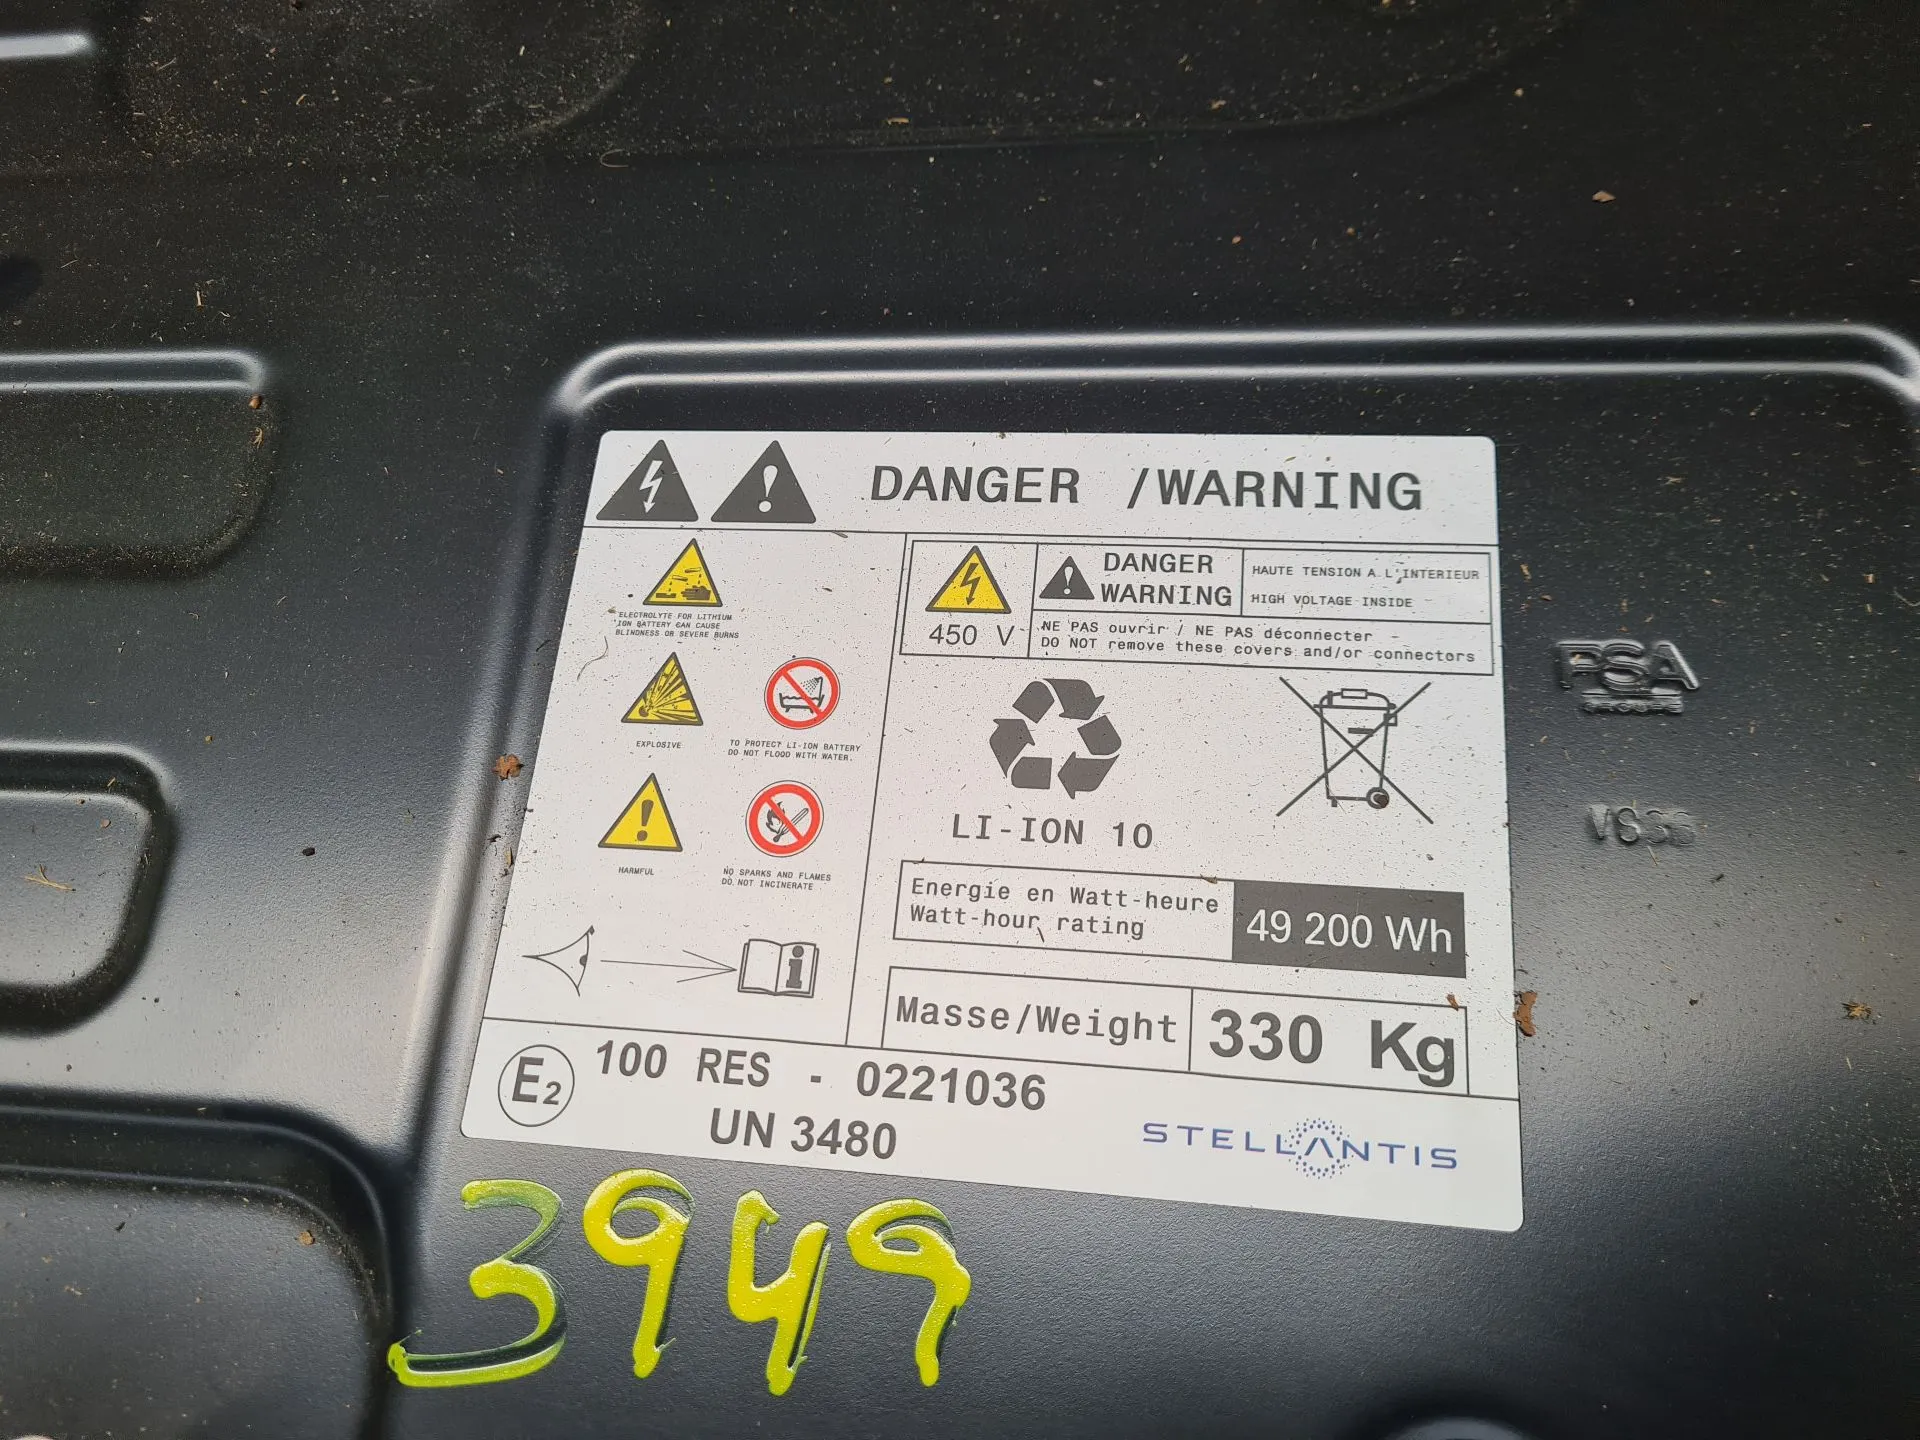 DANGER /WARNING
ELECTROLYTE FOR LITHIUM
ION BATTERY CAN CAUSE
BLINDNESS OR SEVERE BURNS
EXPLOSIVE
TO PROTECT LI-ION BATTERY
DO NOT FLOOD WITH WATER.
HARMFUL
NO SPARKS AND FLAMES
DO NOT INCINERATE
450 V
DANGER
WARNING
HAUTE TENSION A L'INTERIEUR
HIGH VOLTAGE INSIDE
NE PAS ouvrir / NE PAS déconnecter
DO NOT remove these covers and/or connectors
LI-ION 10
Energie en Watt-heure
Watt-hour rating
49 200 Wh
Masse/Weight
330 Kg
E2
100 RES - 0221036
UN 3480
STELLANTIS
PSA
GROUPE
3949